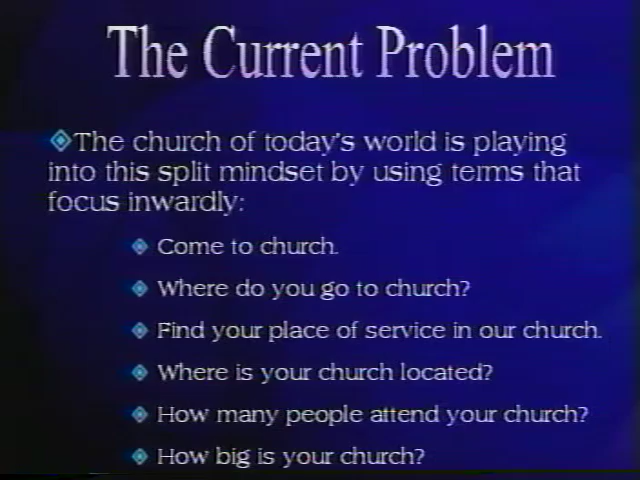 The Current Problem
The church of today's world is playing
into this split mindset by using terms that
focus inwardly:
Come to church.
Where do you go to church?
Find your place of service in our church.
Where is your church located?
How many people attend your church?
How big is your church?